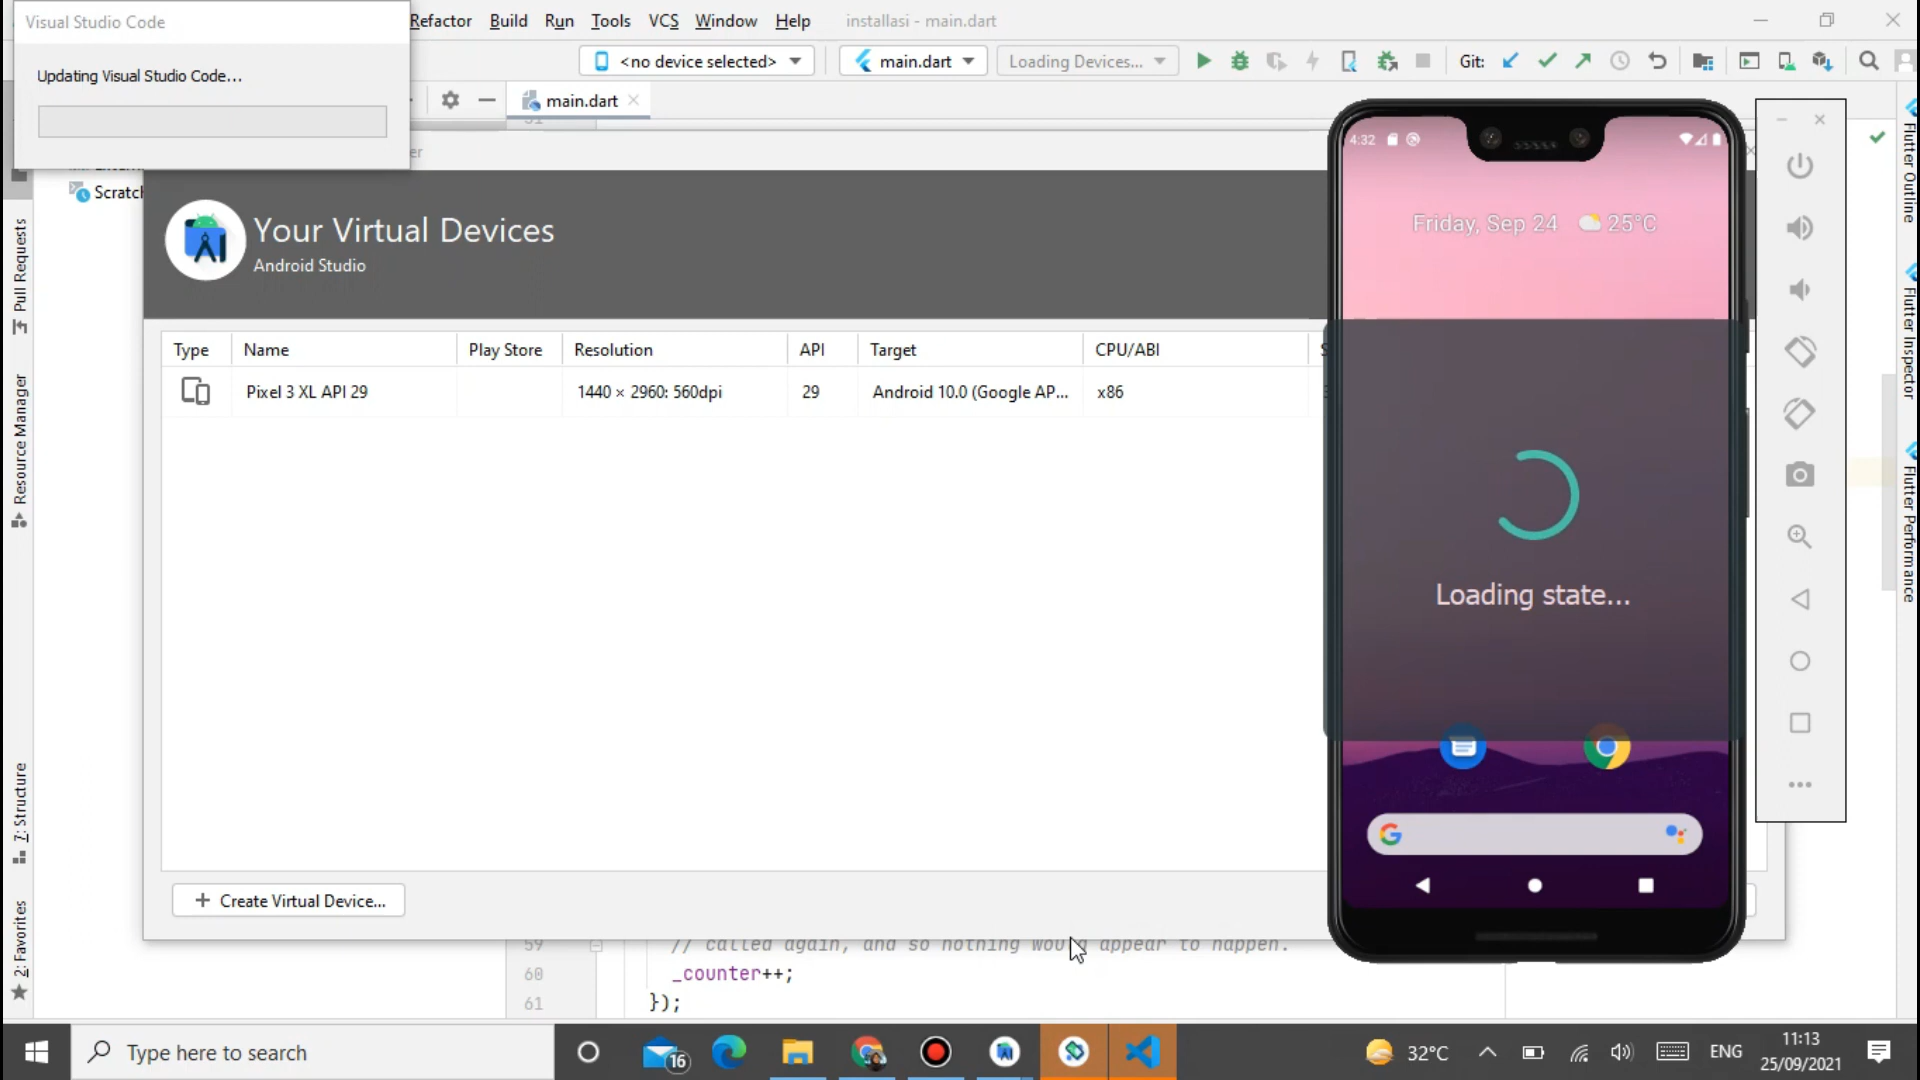 Visual Studio Code
Updating Visual Studio Code...
Refactor Build Run Tools VCS Window Help installasi - main.dart
<no device selected> main.dart Loading Devices... Git:
main.dart
er
Scratch
Your Virtual Devices
Android Studio
Type Name Play Store Resolution API Target CPU/ABI
Pixel 3 XL API 29 1440 × 2960: 560dpi 29 Android 10.0 (Google AP... x86
Create Virtual Device...
59 // called again, and so nothing would appear to happen.
60 _counter++;
61 });
Pull Requests
Resource Manager
7: Structure
2: Favorites
4:32
Friday, Sep 24 25°C
Loading state...
G
Flutter Outline
Flutter Inspector
Flutter Performance
Type here to search
16
32°C
ENG
11:13
25/09/2021